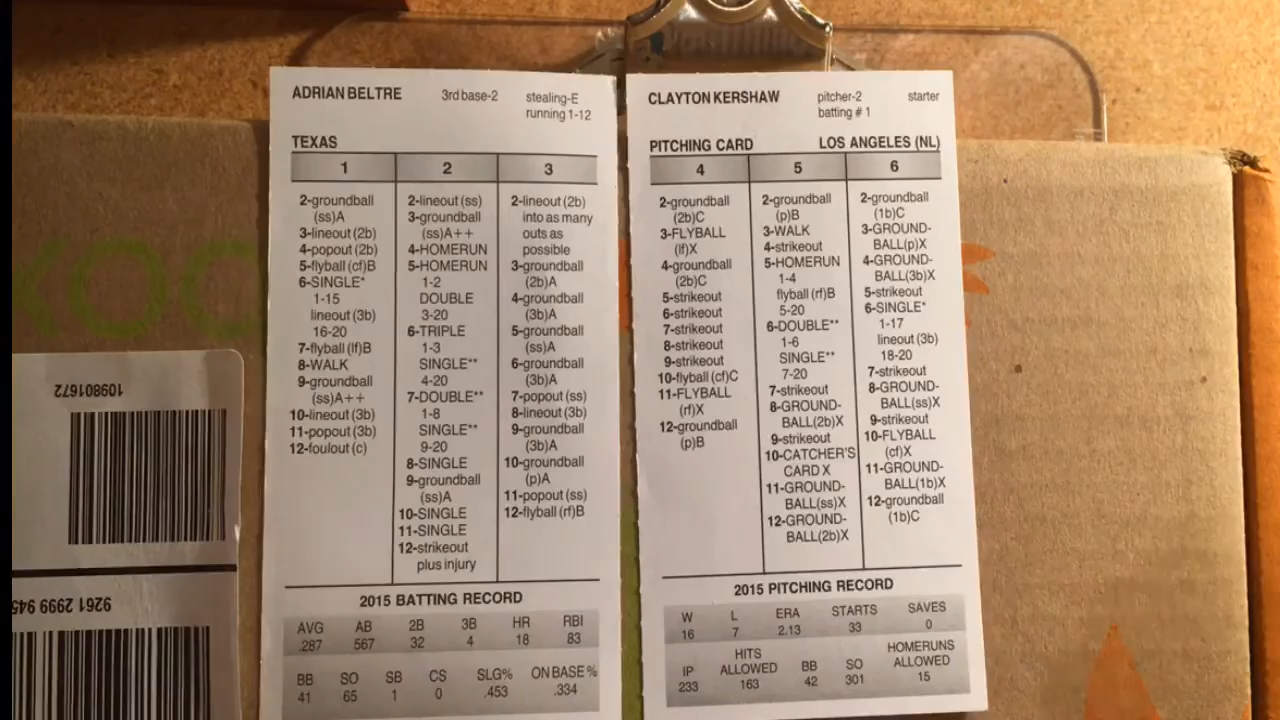 ADRIAN BELTRE 3rd base-2 stealing-E
running 1-12
TEXAS
1 2 3
2-groundball
(ss)A
3-lineout (2b)
4-popout (2b)
5-flyball (cf)B
6-SINGLE*
1-15
lineout (3b)
16-20
7-flyball (lf)B
8-WALK
9-groundball
(ss)A++
10-lineout (3b)
11-popout (3b)
12-foulout (c)
2-lineout (ss)
3-groundball
(ss)A++
4-HOMERUN
5-HOMERUN
1-2
DOUBLE
3-20
6-TRIPLE
1-3
SINGLE**
4-20
7-DOUBLE**
1-8
SINGLE**
9-20
8-SINGLE
9-groundball
(ss)A
10-SINGLE
11-SINGLE
12-strikeout
plus injury
2-lineout (2b)
into as many
outs as
possible
3-groundball
(2b)A
4-groundball
(3b)A
5-groundball
(ss)A
6-groundball
(3b)A
7-popout (ss)
8-lineout (3b)
9-groundball
(3b)A
10-groundball
(p)A
11-popout (ss)
12-flyball (rf)B
2015 BATTING RECORD
AVG AB 2B 3B HR RBI
.287 567 32 4 18 83
BB SO SB CS SLG% ON BASE %
41 65 1 0 .453 .334
CLAYTON KERSHAW pitcher-2 starter
batting # 1
PITCHING CARD LOS ANGELES (NL)
4 5 6
2-groundball
(2b)C
3-FLYBALL
(lf)X
4-groundball
(2b)C
5-strikeout
6-strikeout
7-strikeout
8-strikeout
9-strikeout
10-flyball (cf)C
11-FLYBALL
(rf)X
12-groundball
(p)B
2-groundball
(p)B
3-WALK
4-strikeout
5-HOMERUN
1-4
flyball (rf)B
5-20
6-DOUBLE**
1-6
SINGLE**
7-20
7-strikeout
8-GROUND-
BALL(2b)X
9-strikeout
10-CATCHER'S
CARD X
11-GROUND-
BALL(ss)X
12-GROUND-
BALL(2b)X
2-groundball
(1b)C
3-GROUND-
BALL(p)X
4-GROUND-
BALL(3b)X
5-strikeout
6-SINGLE*
1-17
lineout (3b)
18-20
7-strikeout
8-GROUND-
BALL(ss)X
9-strikeout
10-FLYBALL
(cf)X
11-GROUND-
BALL(1b)X
12-groundball
(1b)C
2015 PITCHING RECORD
W L ERA STARTS SAVES
16 7 2.13 33 0
IP HITS ALLOWED BB SO HOMERUNS ALLOWED
233 163 42 301 15
109801672
9261 2999